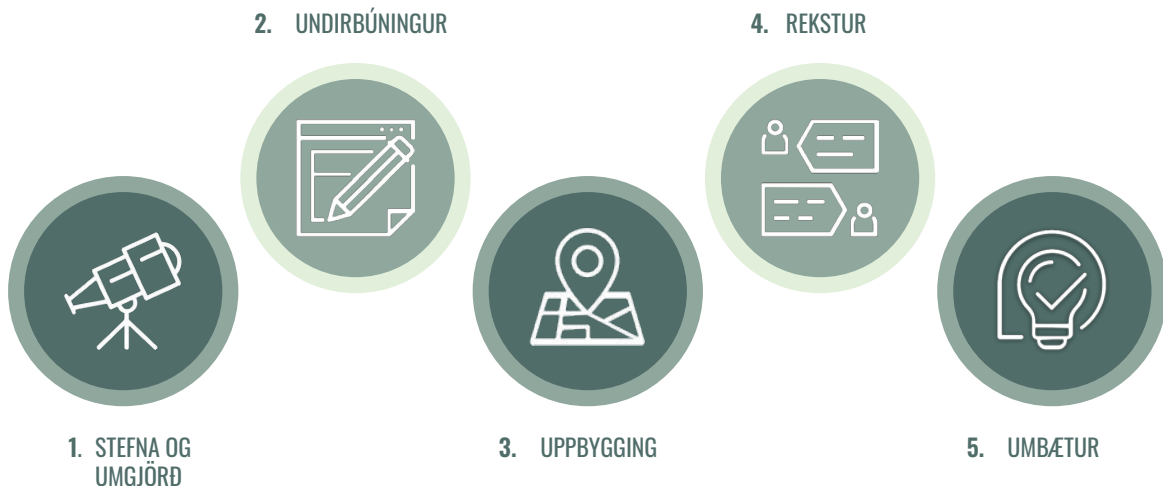 2. UNDIRBÚNINGUR
4. REKSTUR
1. STEFNA OG
UMGJÖRÐ
3. UPPBYGGING
5. UMBÆTUR